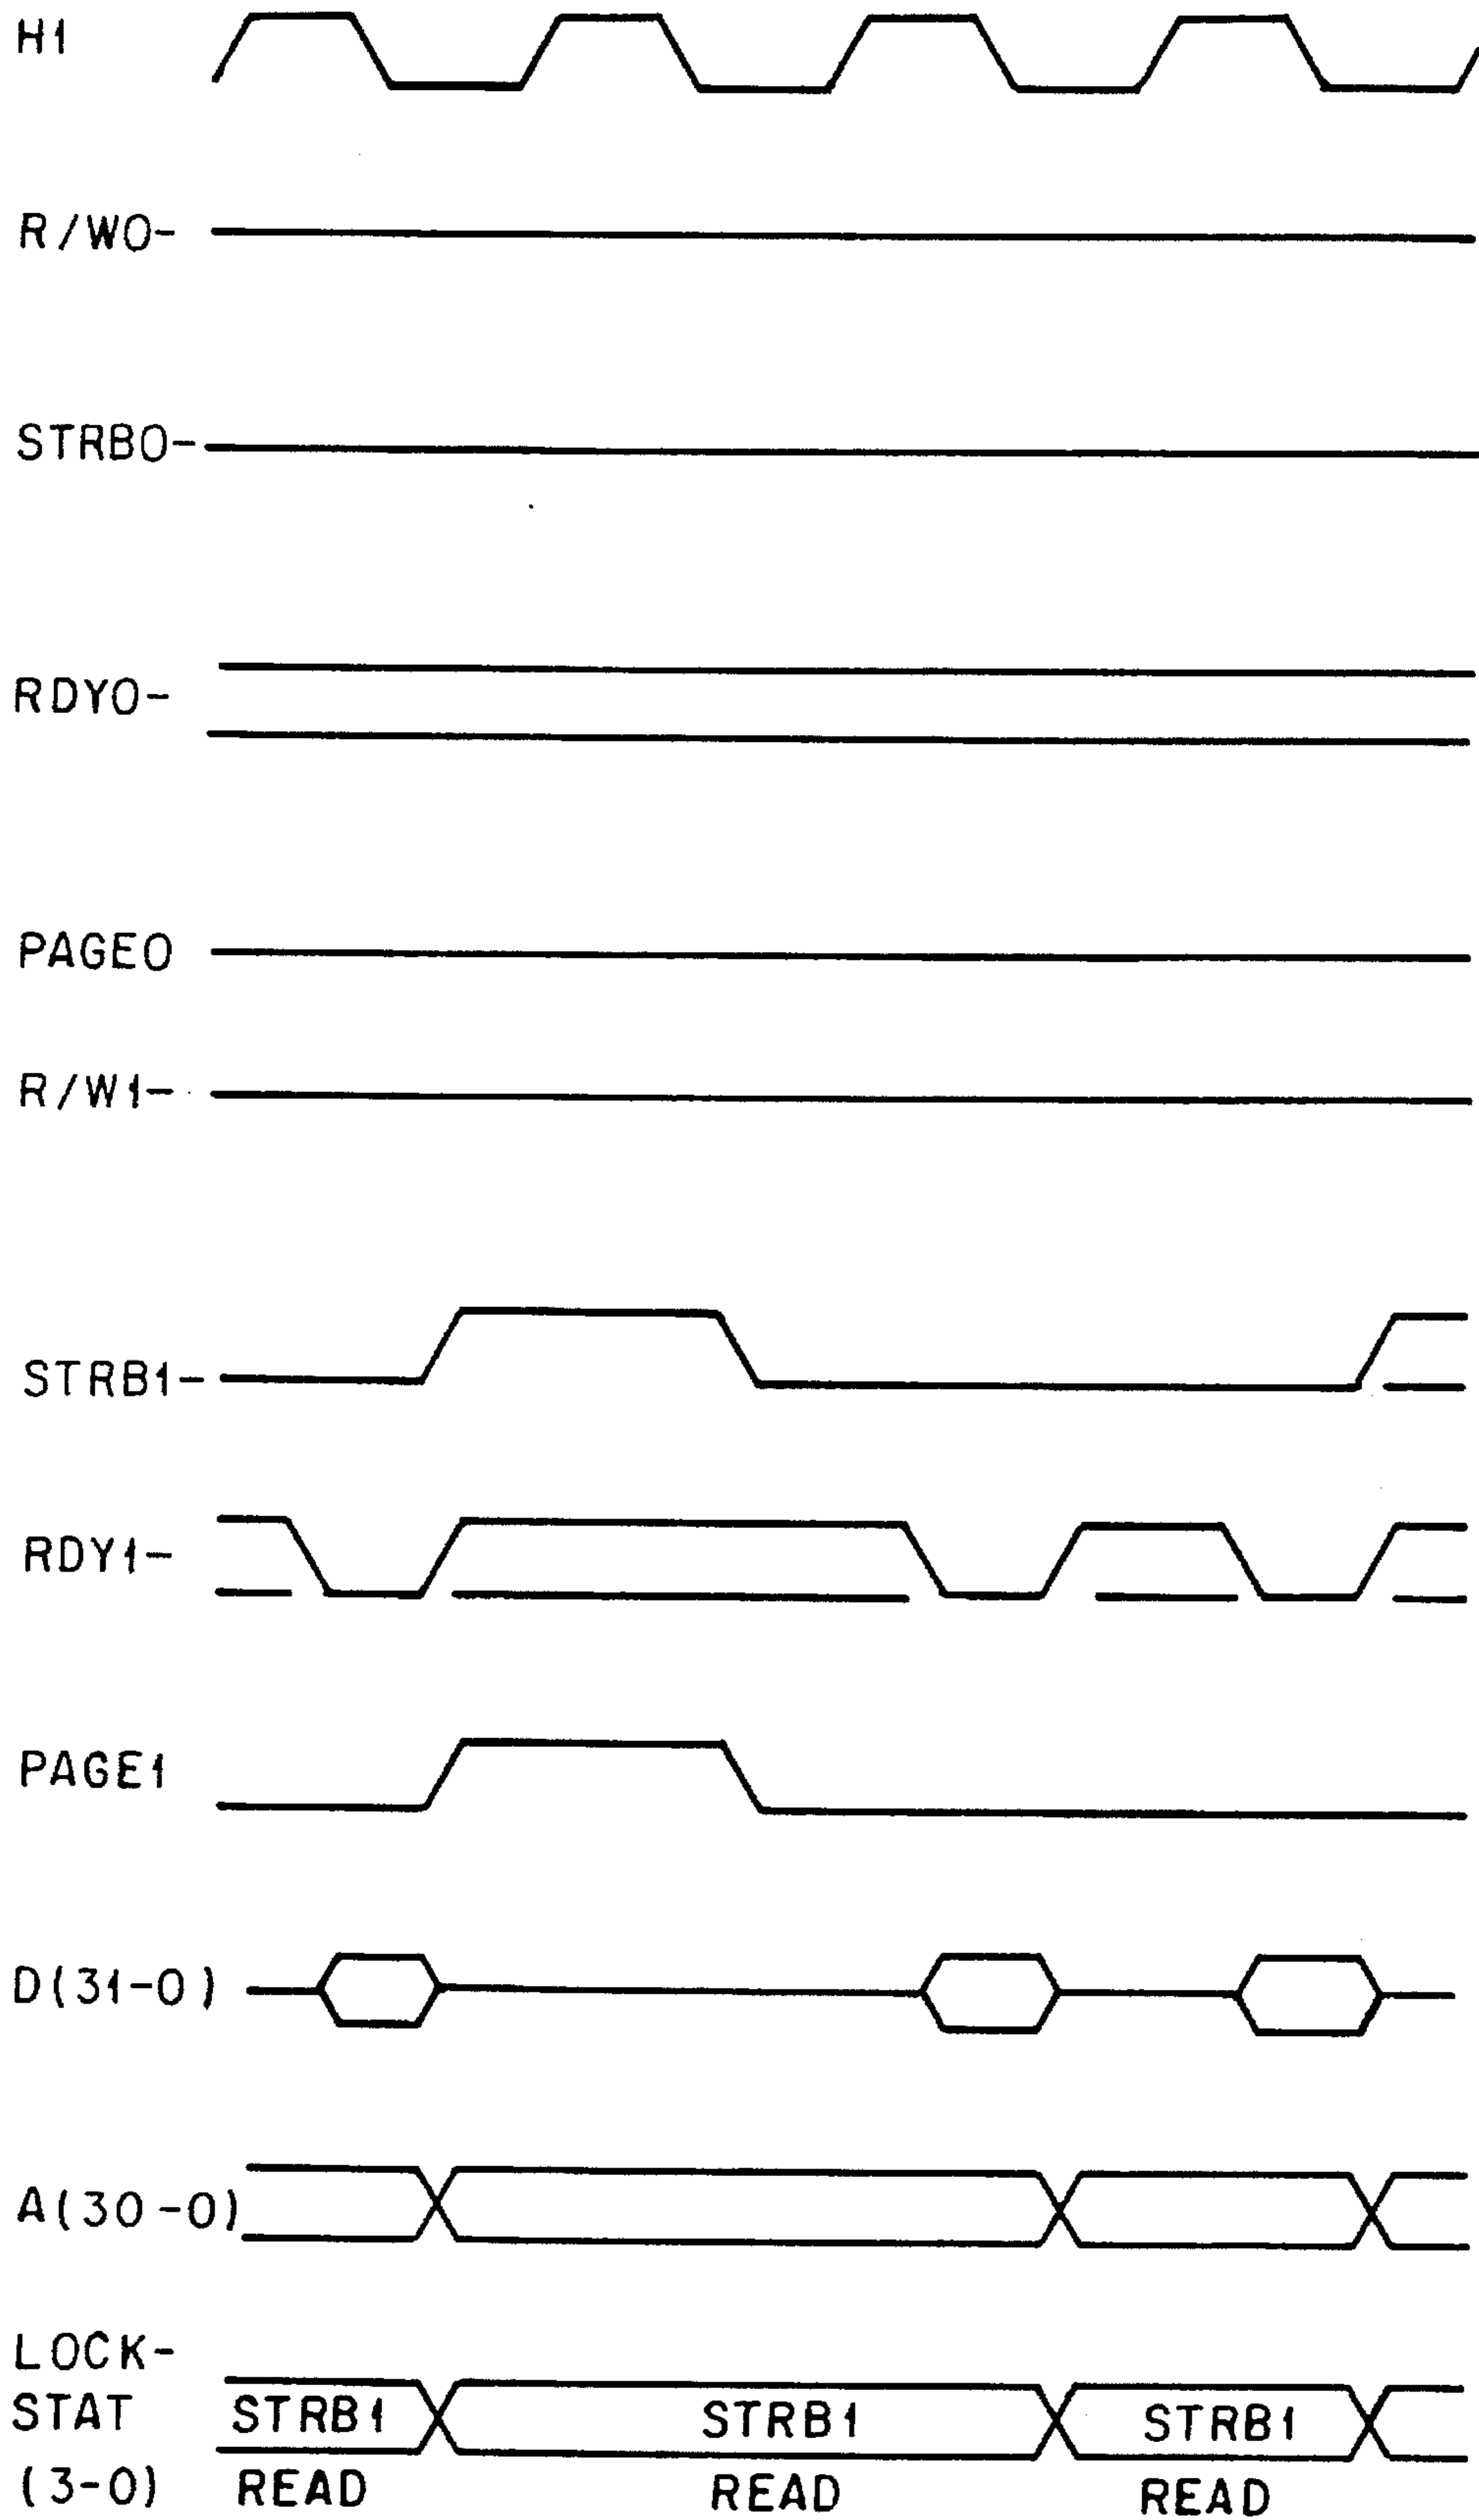 H1
R/W0-
STRB0-
RDY0-
PAGE0
R/W1-
STRB1-
RDY1-
PAGE1
D(31-0)
A(30-0)
LOCK-
STAT STRB1 STRB1 STRB1
(3-0) READ READ READ